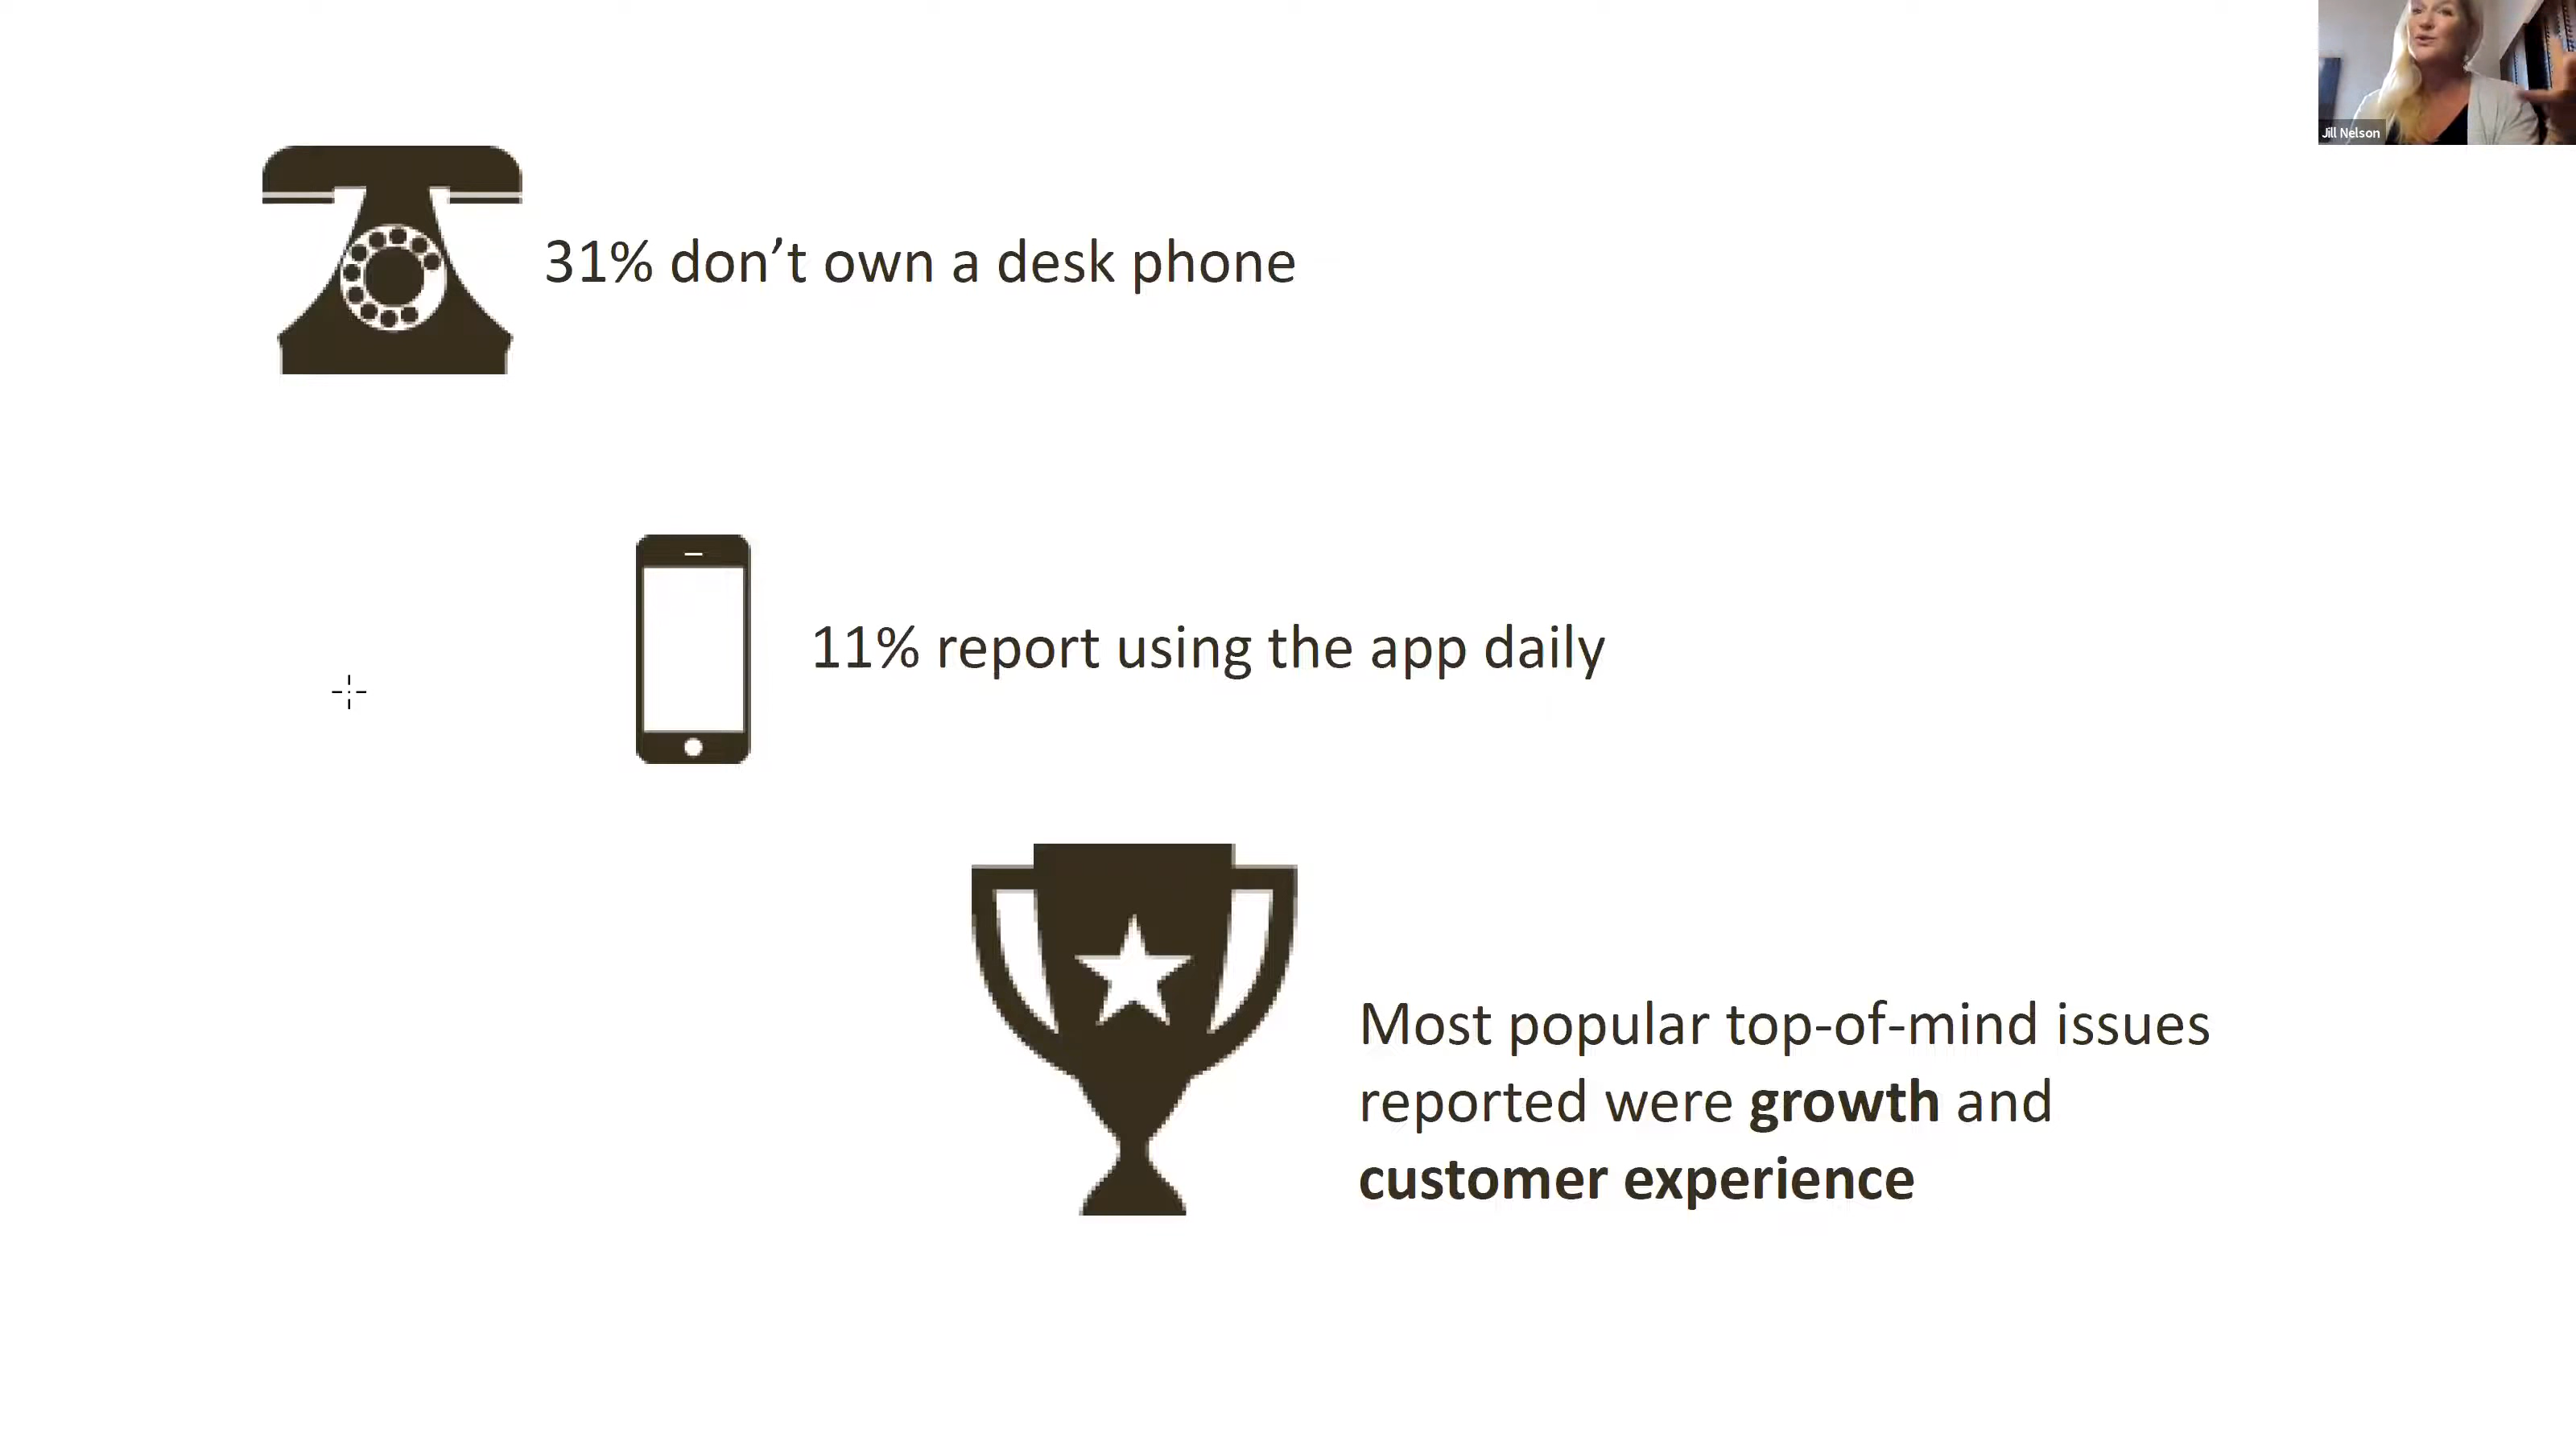 Jill Nelson
31% don’t own a desk phone
11% report using the app daily
Most popular top-of-mind issues
reported were growth and
customer experience